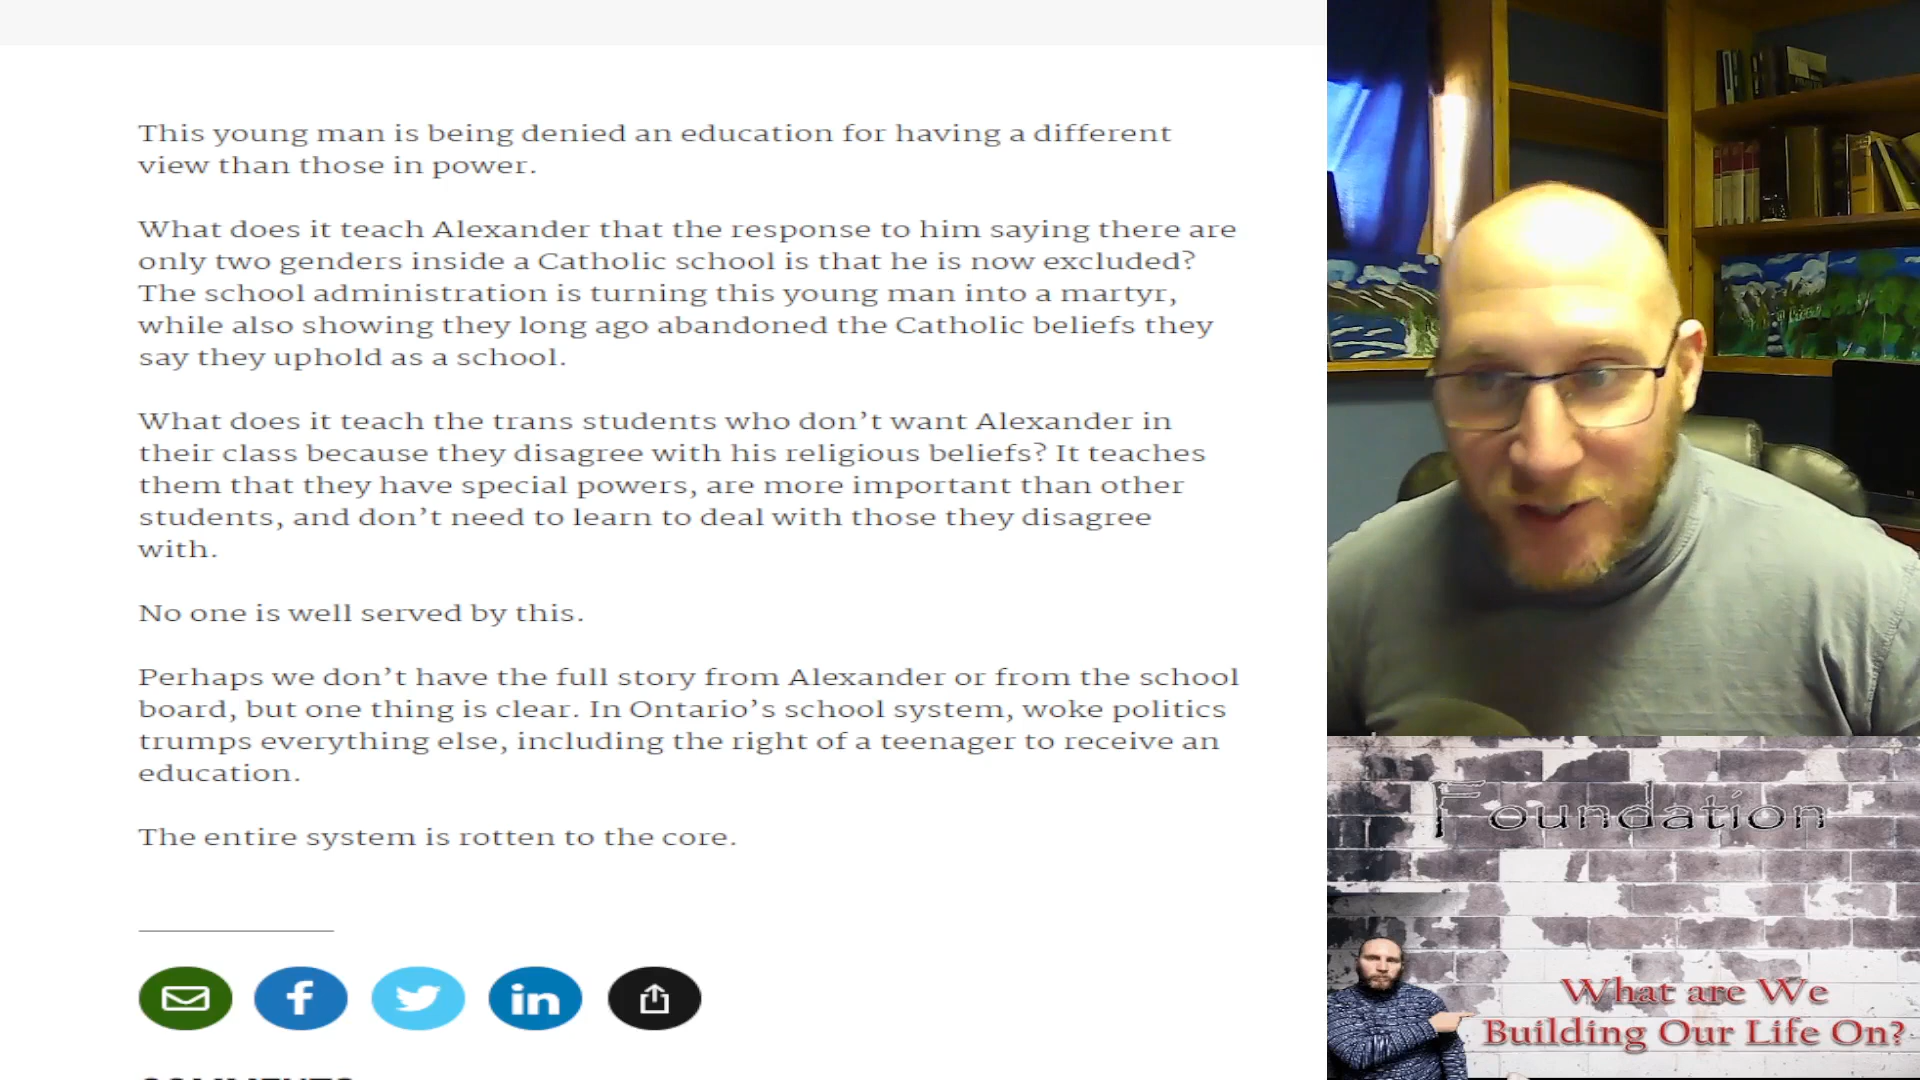 This young man is being denied an education for having a different
view than those in power.
What does it teach Alexander that the response to him saying there are
only two genders inside a Catholic school is that he is now excluded?
The school administration is turning this young man into a martyr,
while also showing they long ago abandoned the Catholic beliefs they
say they uphold as a school.
What does it teach the trans students who don’t want Alexander in
their class because they disagree with his religious beliefs? It teaches
them that they have special powers, are more important than other
students, and don’t need to learn to deal with those they disagree
with.
No one is well served by this.
Perhaps we don’t have the full story from Alexander or from the school
board, but one thing is clear. In Ontario’s school system, woke politics
trumps everything else, including the right of a teenager to receive an
education.
The entire system is rotten to the core.
f
in
Foundation
What are We
Building Our Life On?